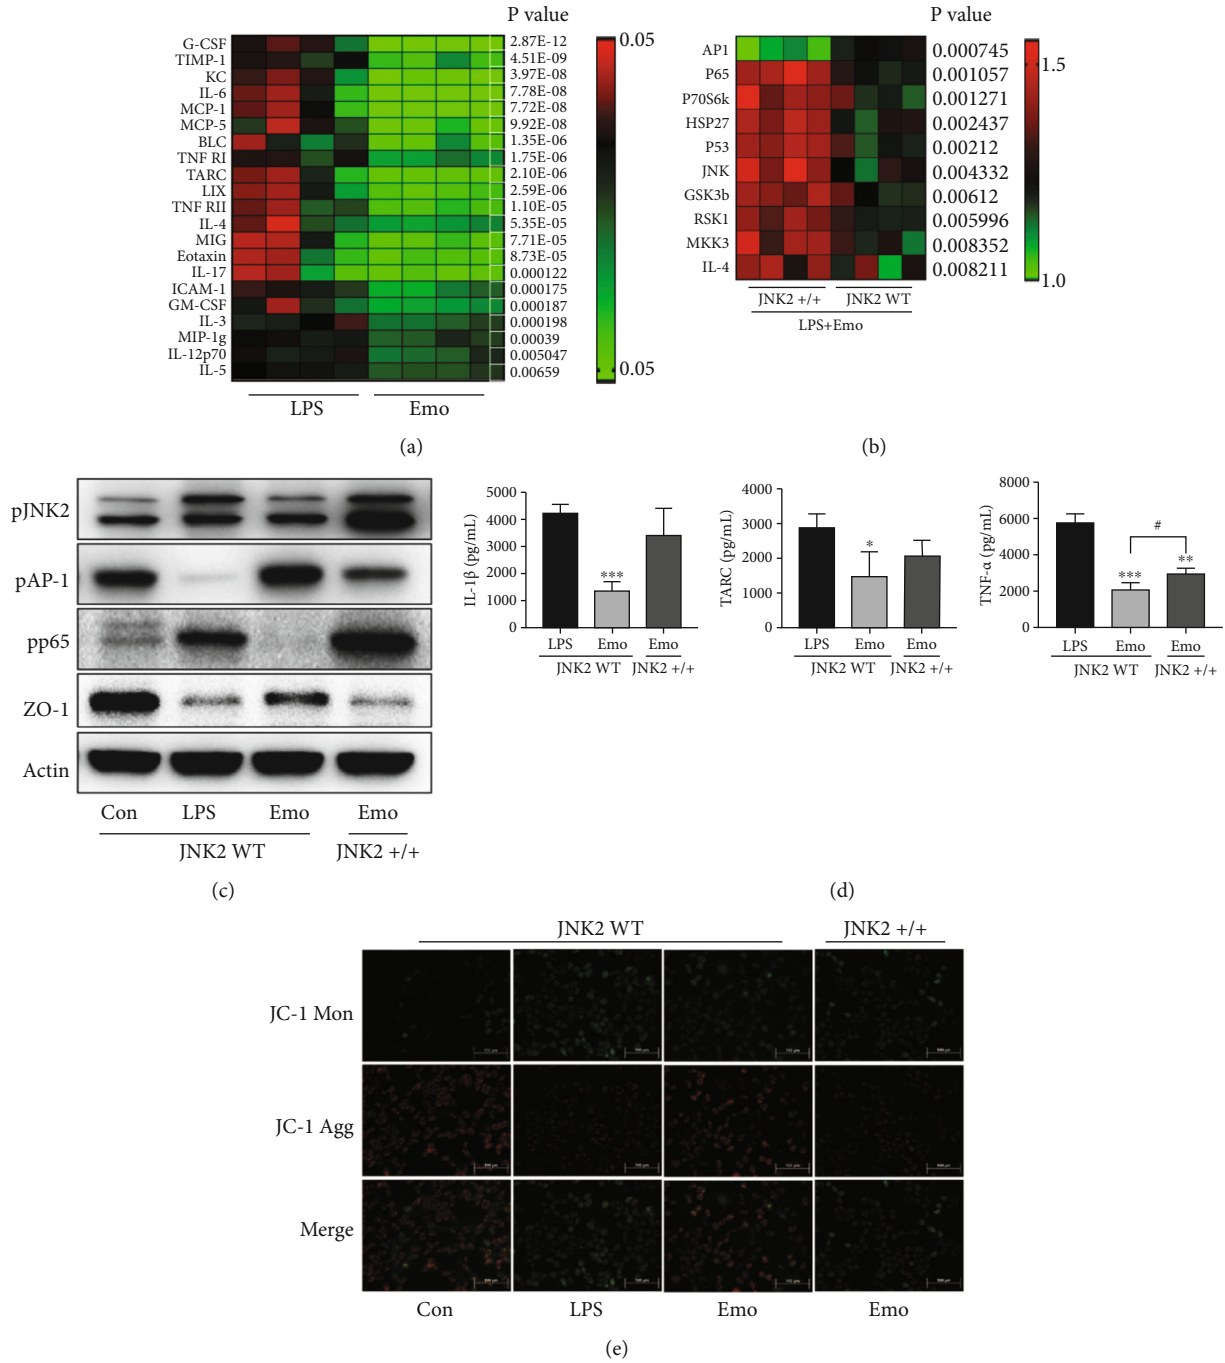 P value
G-CSF 2.87E-12 0.05
TIMP-1 4.51E-09
KC 3.97E-08
IL-6 7.78E-08
MCP-1 7.72E-08
MCP-5 9.92E-08
BLC 1.35E-06
TNF RI 1.75E-06
TARC 2.10E-06
LIX 2.59E-06
TNF RII 1.10E-05
IL-4 5.35E-05
MIG 7.71E-05
Eotaxin 8.73E-05
IL-17 0.000122
ICAM-1 0.000175
GM-CSF 0.000187
IL-3 0.000198
MIP-1g 0.00039
IL-12p70 0.005047
IL-5 0.00659 0.05
LPS Emo
(a)
P value
AP1 0.000745
P65 0.001057 1.5
P70S6k 0.001271
HSP27 0.002437
P53 0.00212
JNK 0.004332
GSK3b 0.00612
RSK1 0.005996
MKK3 0.008352
IL-4 0.008211 1.0
JNK2 +/+ JNK2 WT
LPS+Emo
(b)
pJNK2
pAP-1
pp65
ZO-1
Actin
Con LPS Emo Emo
JNK2 WT JNK2 +/+
(c)
IL-1β (pg/mL)
5000
4000
3000
2000
1000
0
***
LPS Emo Emo
JNK2 WT JNK2 +/+
TARC (pg/mL)
4000
3000
2000
1000
0
*
LPS Emo Emo
JNK2 WT JNK2 +/+
TNF-α (pg/mL)
8000
6000
4000
2000
0
#
*** **
LPS Emo Emo
JNK2 WT JNK2 +/+
(d)
JNK2 WT JNK2 +/+
JC-1 Mon
JC-1 Agg
Merge
Con LPS Emo Emo
(e)